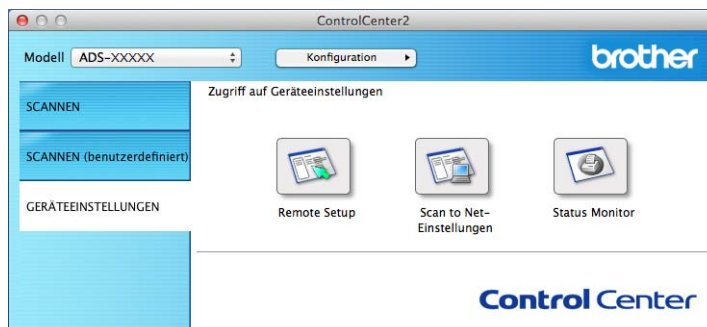 ControlCenter2
Modell ADS-XXXXX Konfiguration brother
Zugriff auf Geräteeinstellungen
SCANNEN
SCANNEN (benutzerdefiniert)
GERÄTEEINSTELLUNGEN
Remote Setup
Scan to Net-
Einstellungen
Status Monitor
Control Center